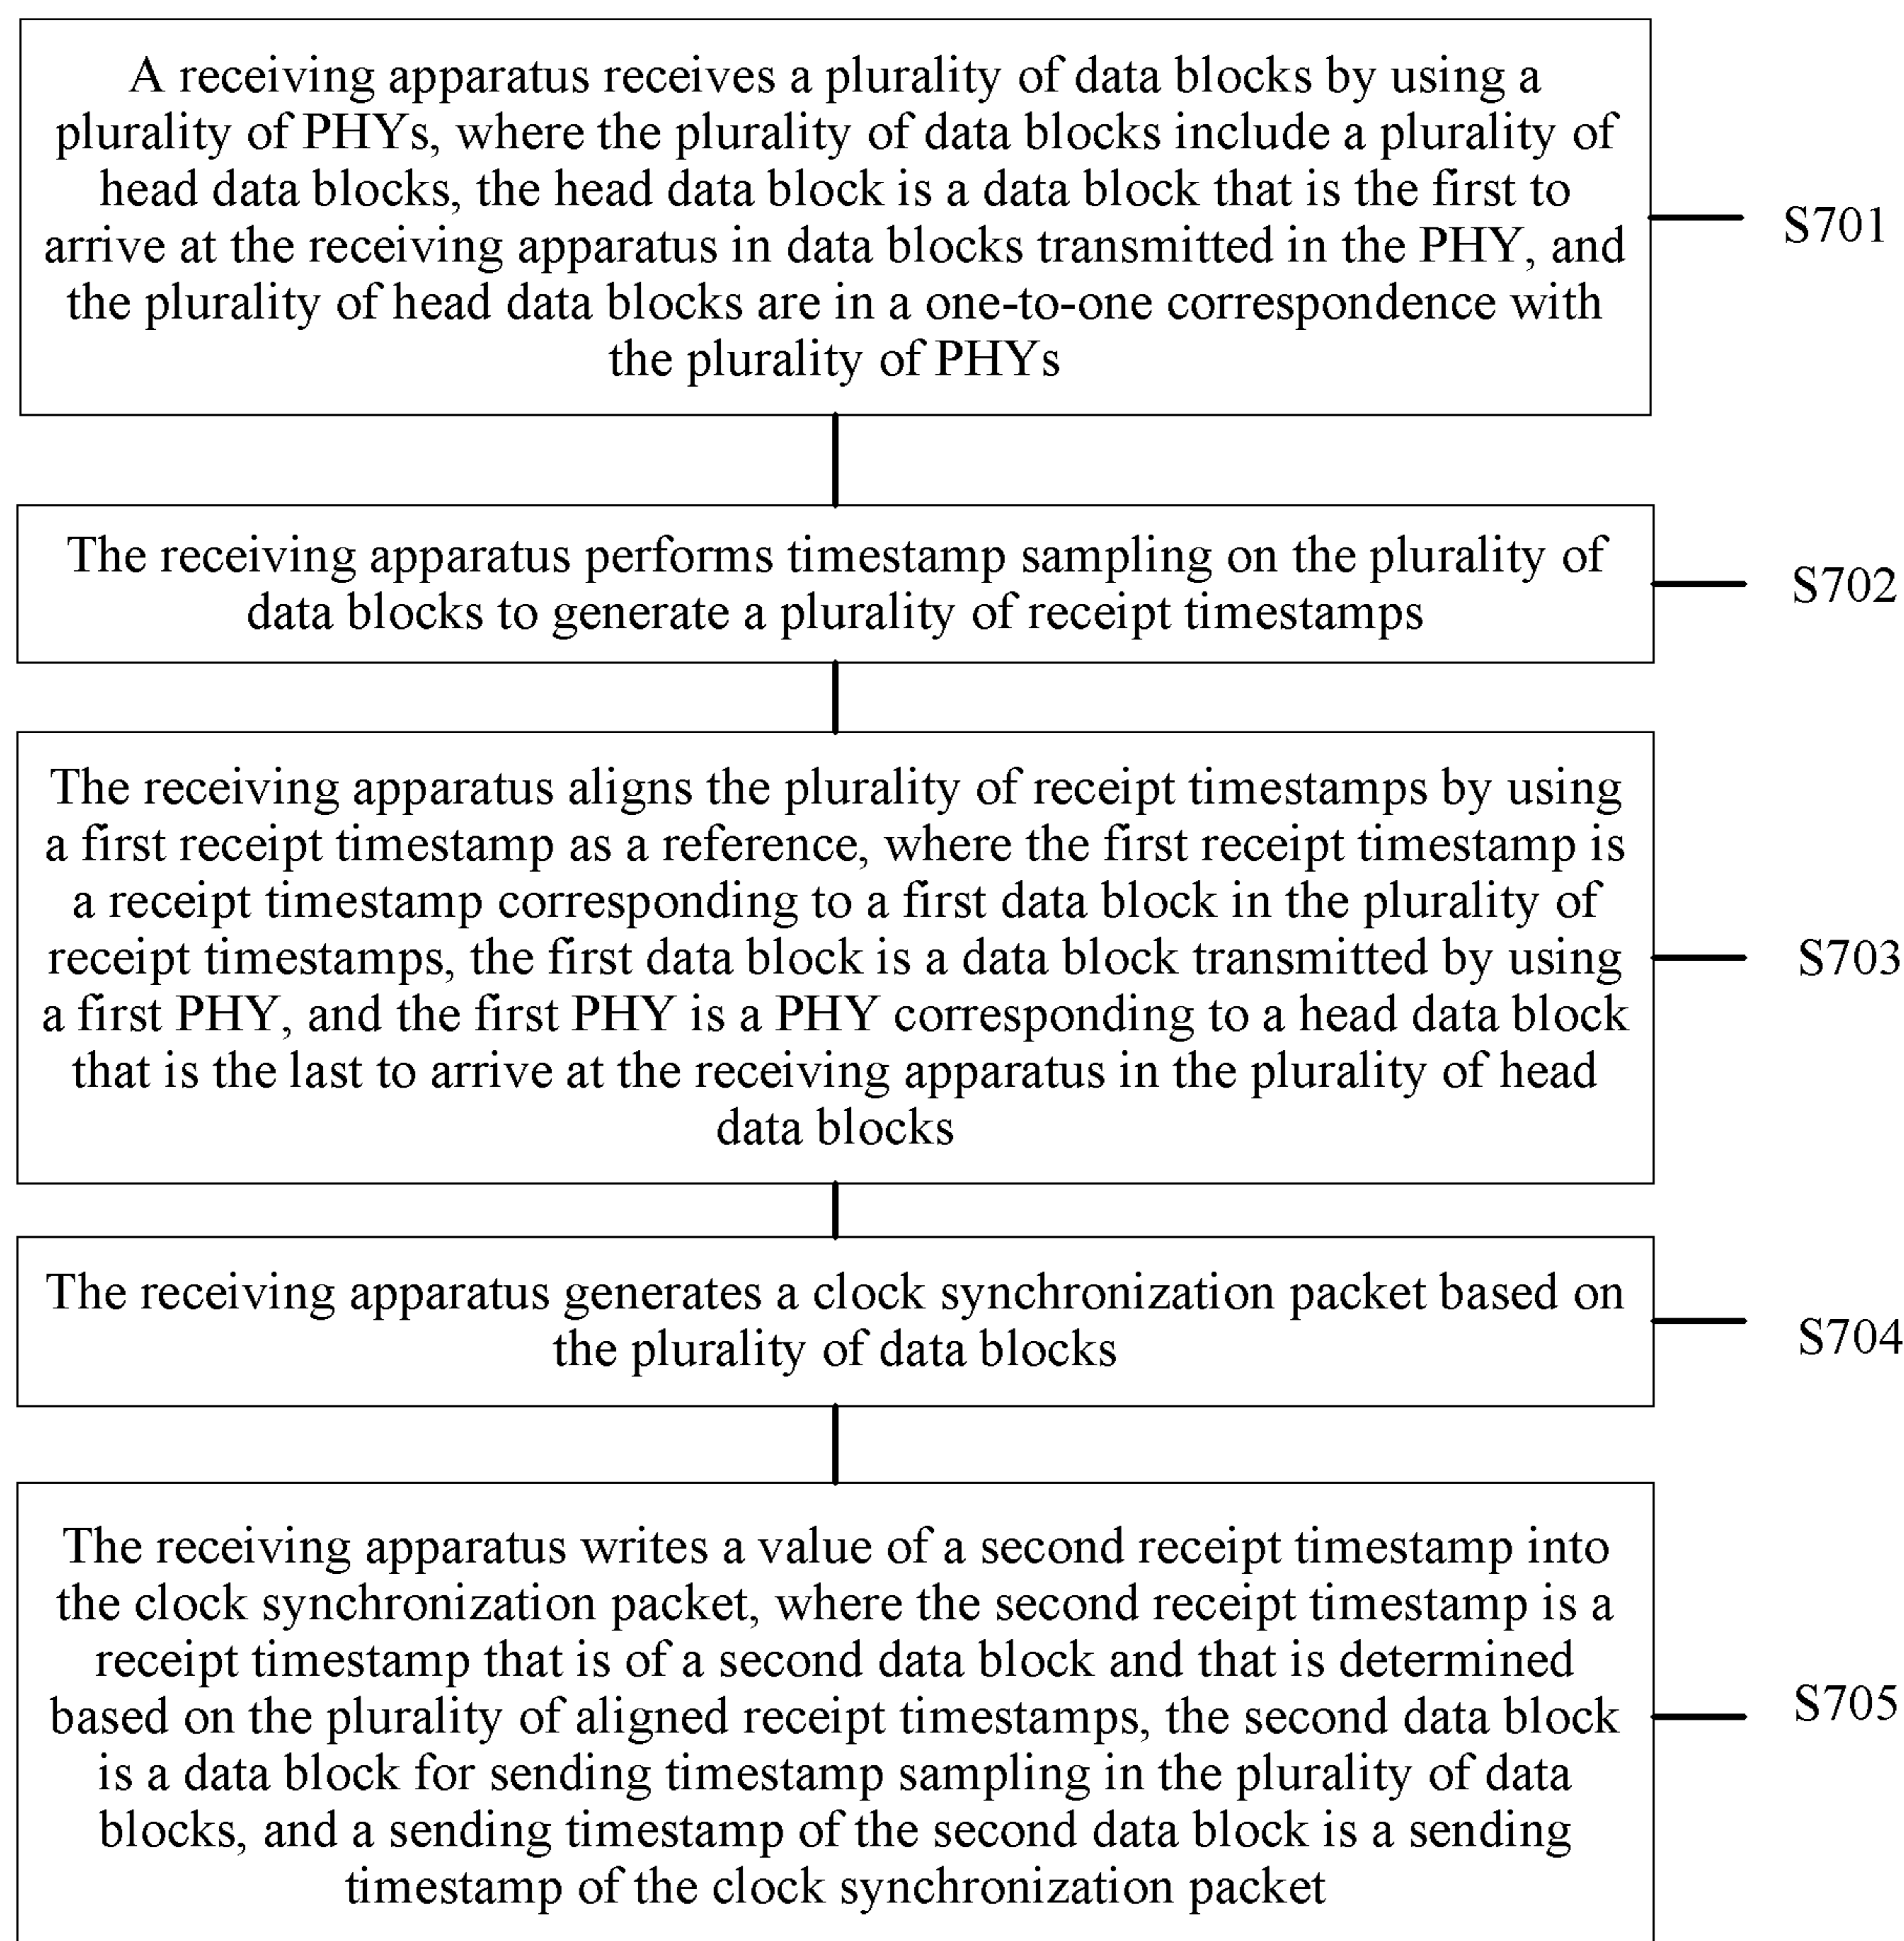 A receiving apparatus receives a plurality of data blocks by using a
plurality of PHYs, where the plurality of data blocks include a plurality of
head data blocks, the head data block is a data block that is the first to
arrive at the receiving apparatus in data blocks transmitted in the PHY, and
the plurality of head data blocks are in a one-to-one correspondence with
the plurality of PHYs
S701
The receiving apparatus performs timestamp sampling on the plurality of
data blocks to generate a plurality of receipt timestamps
S702
The receiving apparatus aligns the plurality of receipt timestamps by using
a first receipt timestamp as a reference, where the first receipt timestamp is
a receipt timestamp corresponding to a first data block in the plurality of
receipt timestamps, the first data block is a data block transmitted by using
a first PHY, and the first PHY is a PHY corresponding to a head data block
that is the last to arrive at the receiving apparatus in the plurality of head
data blocks
S703
The receiving apparatus generates a clock synchronization packet based on
the plurality of data blocks
S704
The receiving apparatus writes a value of a second receipt timestamp into
the clock synchronization packet, where the second receipt timestamp is a
receipt timestamp that is of a second data block and that is determined
based on the plurality of aligned receipt timestamps, the second data block
is a data block for sending timestamp sampling in the plurality of data
blocks, and a sending timestamp of the second data block is a sending
timestamp of the clock synchronization packet
S705